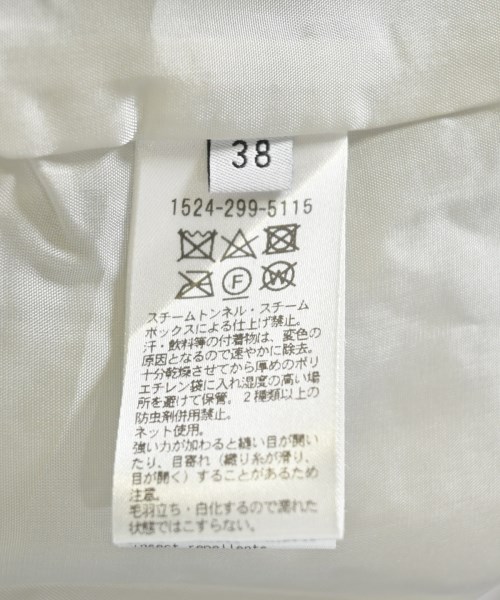 38
1524-299-5115
F W
スチームトンネル・スチーム
ボックスによる仕上げ禁止。
汗・飲料等の付着物は、変色の
原因となるので速やかに除去。
十分乾燥させてから厚めのポリ
エチレン袋に入れ湿度の高い場
所を避けて保管。2種類以上の
防虫剤併用禁止。
ネット使用。
強い力が加わると縫い目が開い
たり、目寄れ（織り糸が滑り、
目が開く）することがあるため
注意。
毛羽立ち・白化するので濡れた
状態ではこすらない。
insect repellents